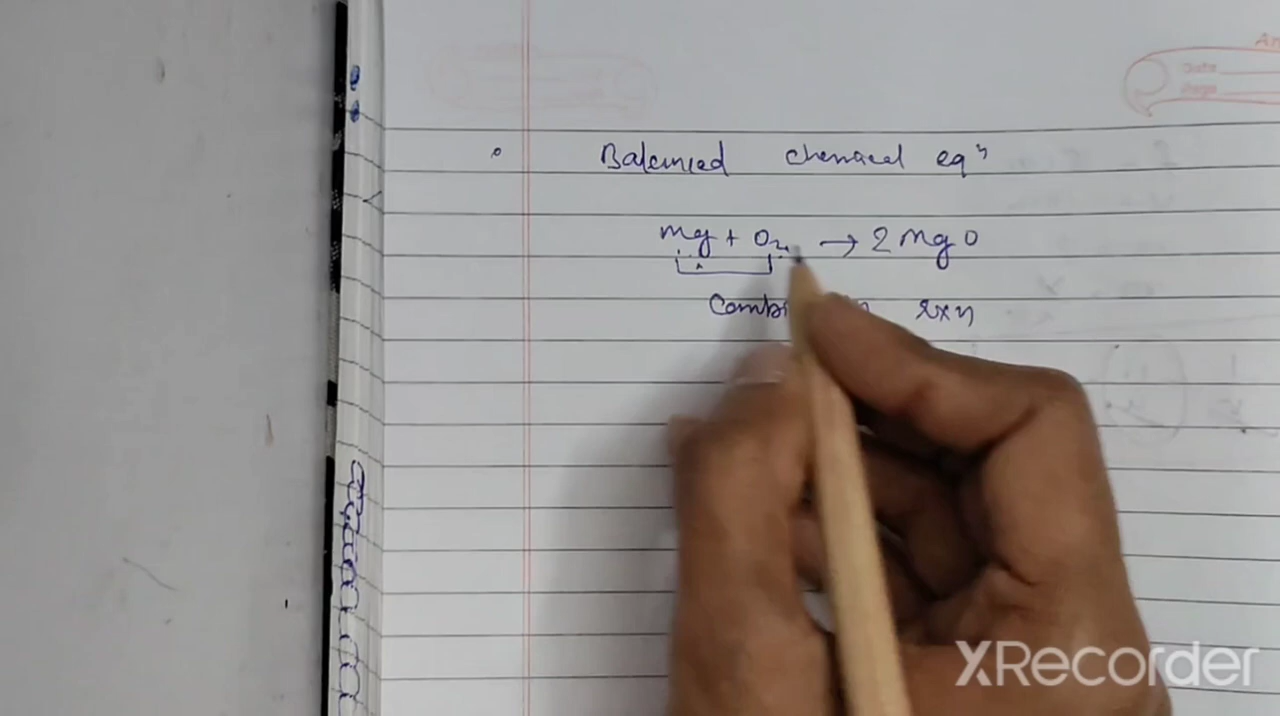 Balanced chemical eqⁿ
Mg + O₂ → 2 MgO
rxn
XRecorder